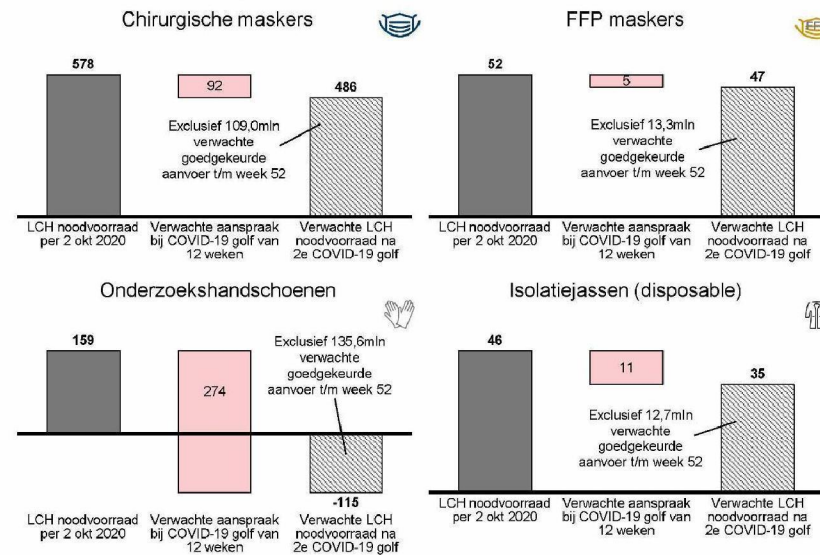 Chirurgische maskers
578
92
486
Exclusief 109,0mln
verwachte
goedgekeurde
aanvoer t/m week 52
LCH noodvoorraad
per 2 okt 2020
Verwachte aanspraak
bij COVID-19 golf van
12 weken
Verwachte LCH
noodvoorraad na
2e COVID-19 golf
FFP maskers
52
5
47
Exclusief 13,3mln
verwachte
goedgekeurde
aanvoer t/m week 52
LCH noodvoorraad
per 2 okt 2020
Verwachte aanspraak
bij COVID-19 golf van
12 weken
Verwachte LCH
noodvoorraad na
2e COVID-19 golf
Onderzoekshandschoenen
159
274
Exclusief 135,6mln
verwachte
goedgekeurde
aanvoer t/m week 52
-115
LCH noodvoorraad
per 2 okt 2020
Verwachte aanspraak
bij COVID-19 golf van
12 weken
Verwachte LCH
noodvoorraad na
2e COVID-19 golf
Isolatiejassen (disposable)
46
11
35
Exclusief 12,7mln
verwachte
goedgekeurde
aanvoer t/m week 52
LCH noodvoorraad
per 2 okt 2020
Verwachte aanspraak
bij COVID-19 golf van
12 weken
Verwachte LCH
noodvoorraad na
2e COVID-19 golf